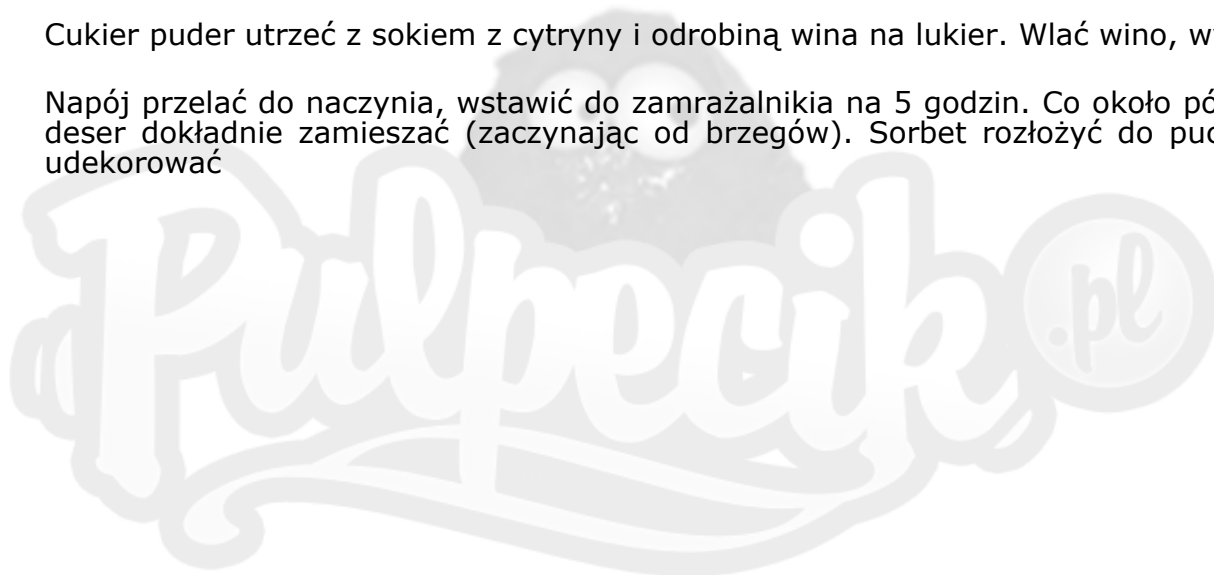 Cukier puder utrzeć z sokiem z cytryny i odrobiną wina na lukier. Wlać wino,
Napój przelać do naczynia, wstawić do zamrażalnikia na 5 godzin. Co około
deser dokładnie zamieszać (zaczynając od brzegów). Sorbet rozłożyć do
udekorować
Pulpecik.pl